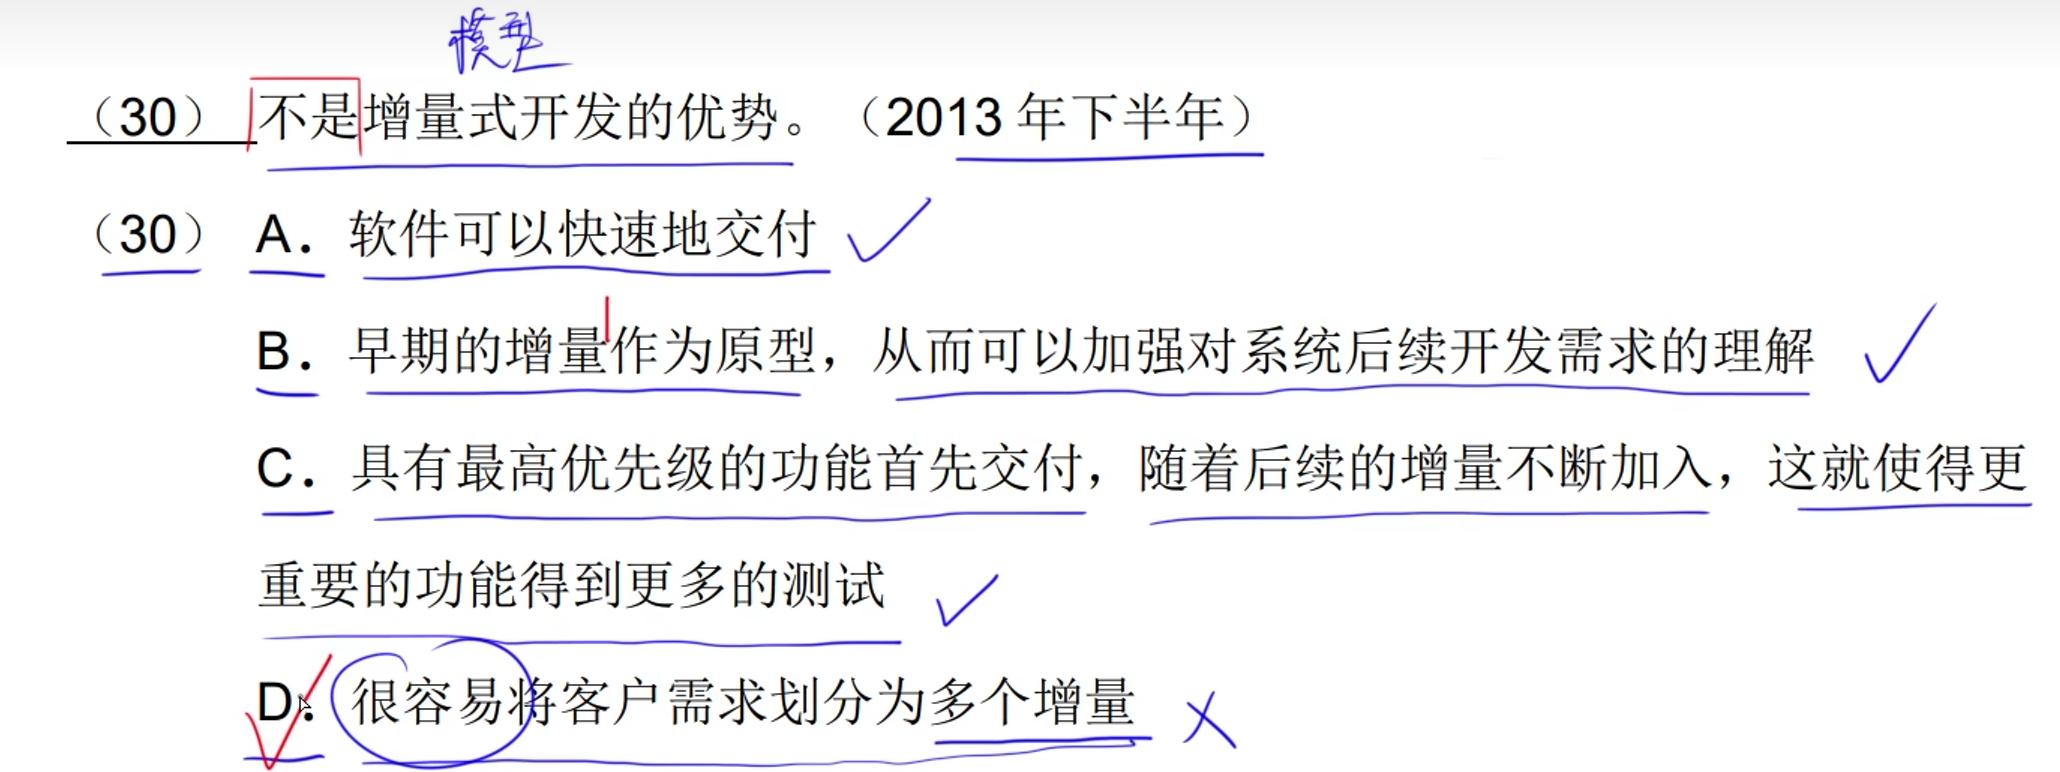 模型
（30） 不是增量式开发的优势。（2013 年下半年）
（30） A．软件可以快速地交付
B．早期的增量作为原型，从而可以加强对系统后续开发需求的理解
C．具有最高优先级的功能首先交付，随着后续的增量不断加入，这就使得更
重要的功能得到更多的测试
D．很容易将客户需求划分为多个增量